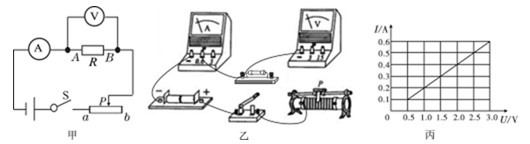 V
A
A R B
S
P
a b
甲
A
V
P
- +
乙
I/A
0.6
0.5
0.4
0.3
0.2
0.1
0.5 1.0 1.5 2.0 2.5 3.0 U/V
丙